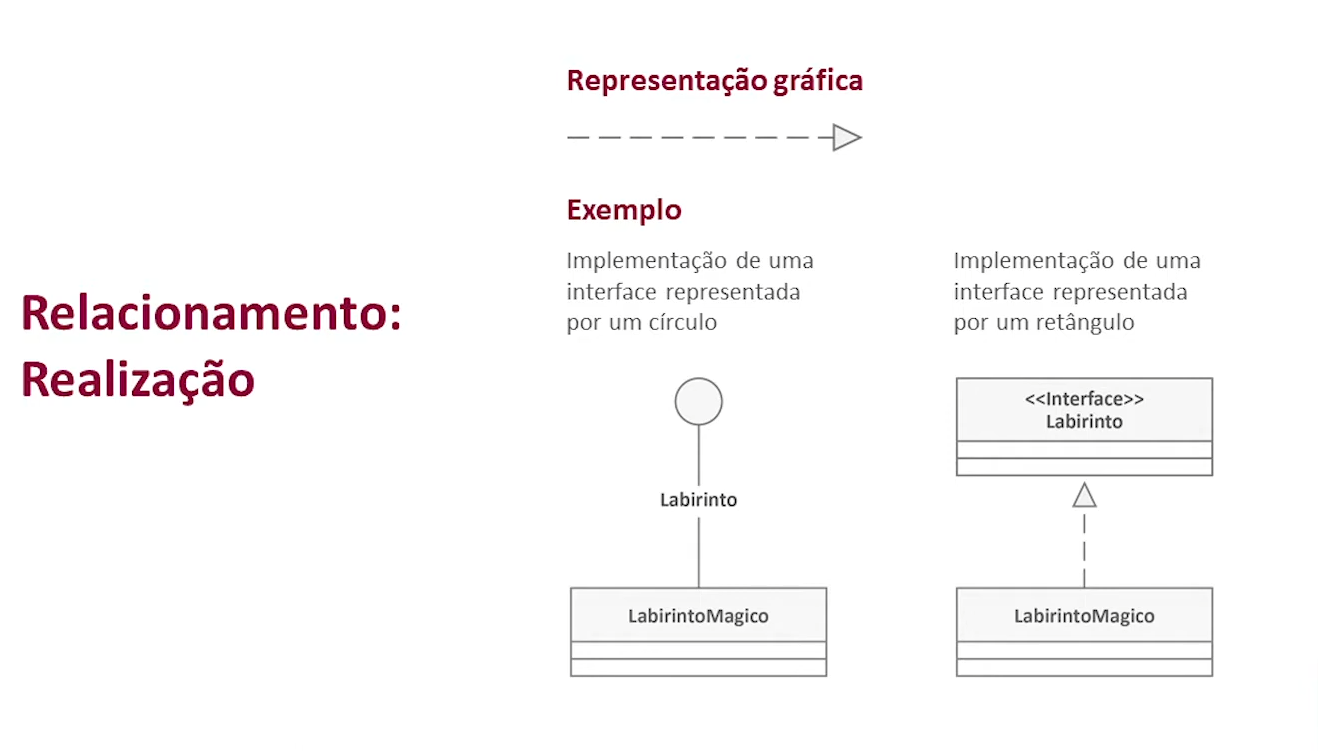 Representação gráfica
Exemplo
Relacionamento:
Realização
Implementação de uma
interface representada
por um círculo
Labirinto
LabirintoMagico
Implementação de uma
interface representada
por um retângulo
<<Interface>>
Labirinto
LabirintoMagico